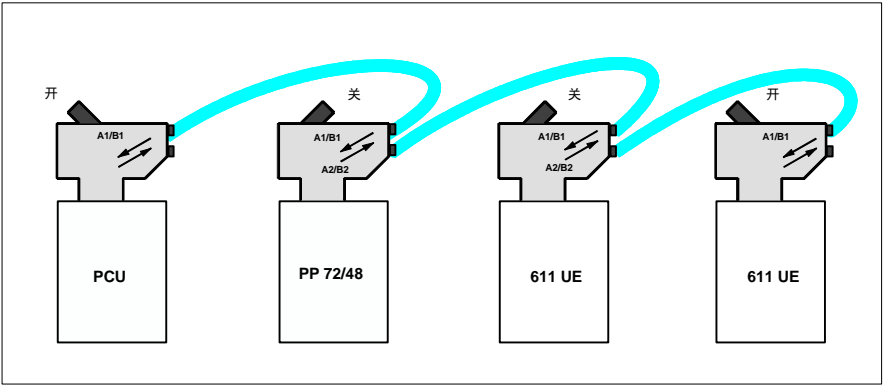 开
关
关
开
A1/B1
A1/B1
A2/B2
A1/B1
A2/B2
A1/B1
PCU
PP 72/48
611 UE
611 UE